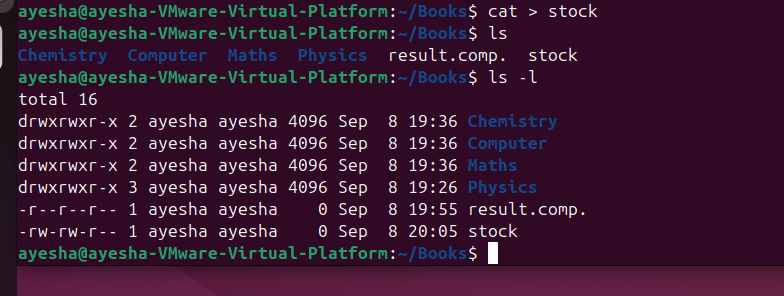 ayesha@ayesha-VMware-Virtual-Platform:~/Books$ cat > stock
ayesha@ayesha-VMware-Virtual-Platform:~/Books$ ls
Chemistry  Computer  Maths  Physics  result.comp.  stock
ayesha@ayesha-VMware-Virtual-Platform:~/Books$ ls -l
total 16
drwxrwxr-x 2 ayesha ayesha 4096 Sep  8 19:36 Chemistry
drwxrwxr-x 2 ayesha ayesha 4096 Sep  8 19:36 Computer
drwxrwxr-x 2 ayesha ayesha 4096 Sep  8 19:36 Maths
drwxrwxr-x 3 ayesha ayesha 4096 Sep  8 19:26 Physics
-r--r--r-- 1 ayesha ayesha    0 Sep  8 19:55 result.comp.
-rw-rw-r-- 1 ayesha ayesha    0 Sep  8 20:05 stock
ayesha@ayesha-VMware-Virtual-Platform:~/Books$